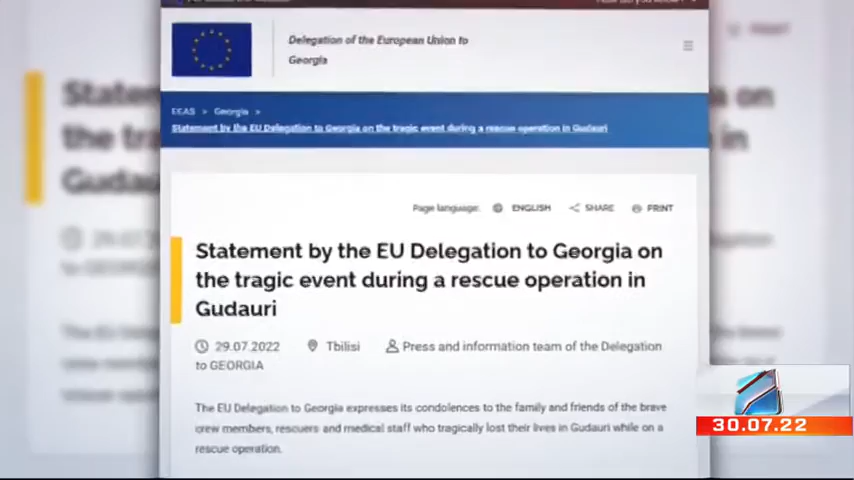 Delegation of the European Union to
Georgia
EEAS > Georgia >
Statement by the EU Delegation to Georgia on the tragic event during a rescue operation in Gudauri
Page language: ENGLISH SHARE PRINT
Statement by the EU Delegation to Georgia on
the tragic event during a rescue operation in
Gudauri
29.07.2022 Tbilisi Press and information team of the Delegation
to GEORGIA
The EU Delegation to Georgia expresses its condolences to the family and friends of the brave
crew members, rescuers and medical staff who tragically lost their lives in Gudauri while on a
rescue operation.
30.07.22